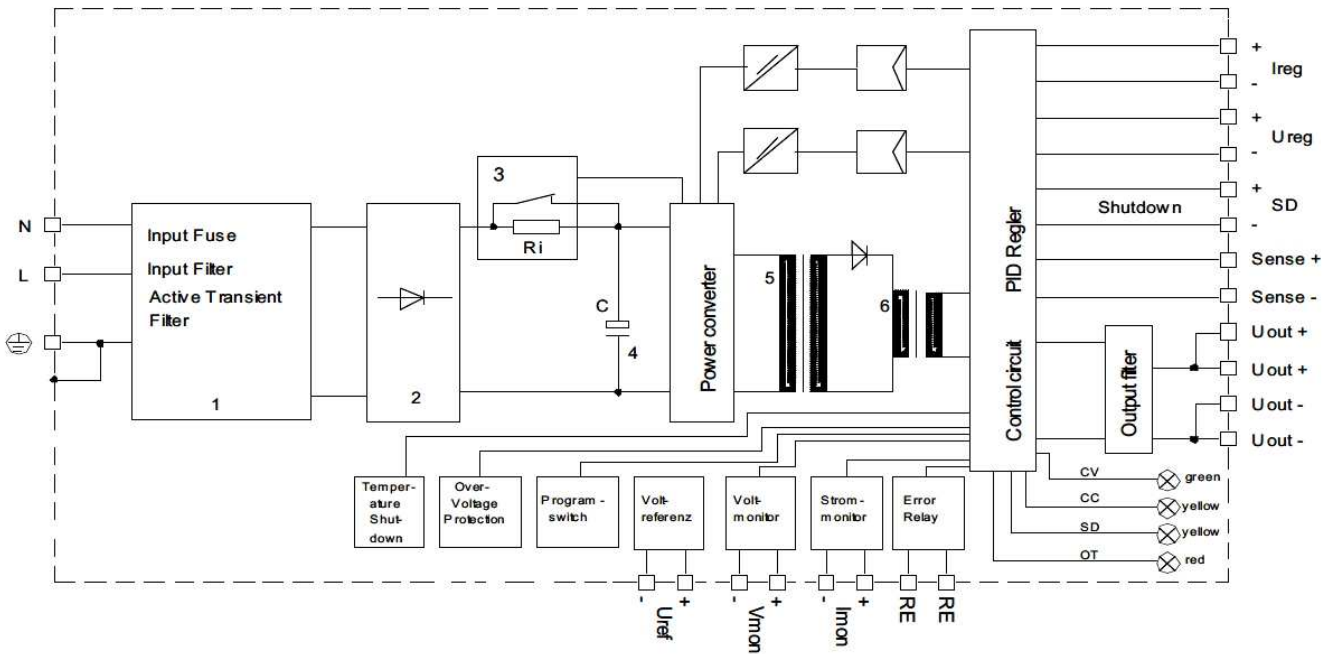 N
L
Input Fuse
Input Filter
Active Transient
Filter
1
2
3
Ri
C
4
Power converter
5
6
PID Regler
Control circuit
Shutdown
Output filter
+
Ireg
-
+
Ureg
-
+
SD
-
Sense +
Sense -
Uout +
Uout +
Uout -
Uout -
CV
green
CC
yellow
SD
yellow
OT
red
Temper-
ature
Shut-
down
Over-
Voltage
Protection
Program-
switch
Volt-
referenz
Volt-
monitor
Strom-
monitor
Error
Relay
-
+
Uref
-
+
Vmon
-
+
Imon
RE
RE